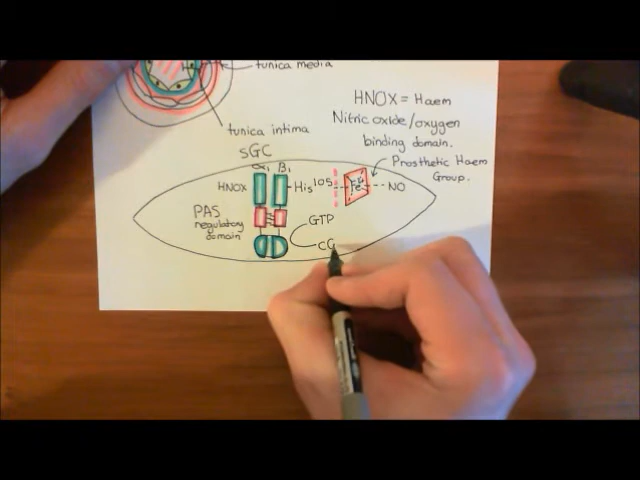 tunica media
tunica intima
HNOX = Haem
Nitric oxide/oxygen
binding domain.
Prosthetic Haem
Group.
sGC
α1 β1
HNOX
His105
Fe
NO
PAS
regulatory
domain
GTP
cG